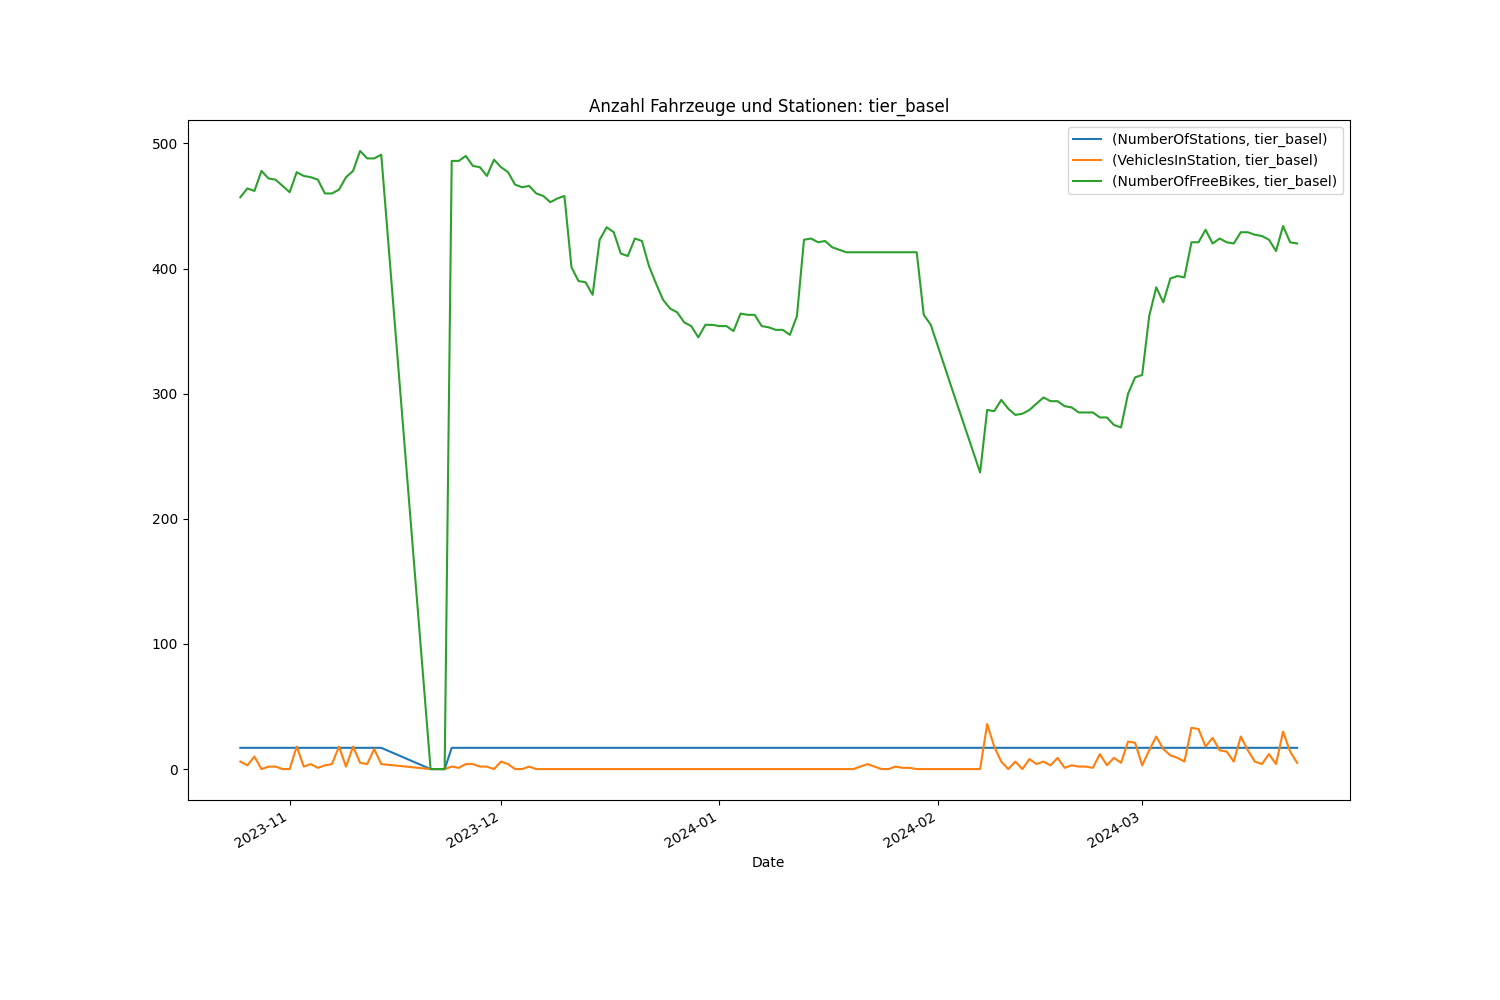 Anzahl Fahrzeuge und Stationen: tier_basel
(NumberOfStations, tier_basel)
(VehiclesInStation, tier_basel)
(NumberOfFreeBikes, tier_basel)
500
400
300
200
100
0
2023-11
2023-12
2024-01
2024-02
2024-03
Date